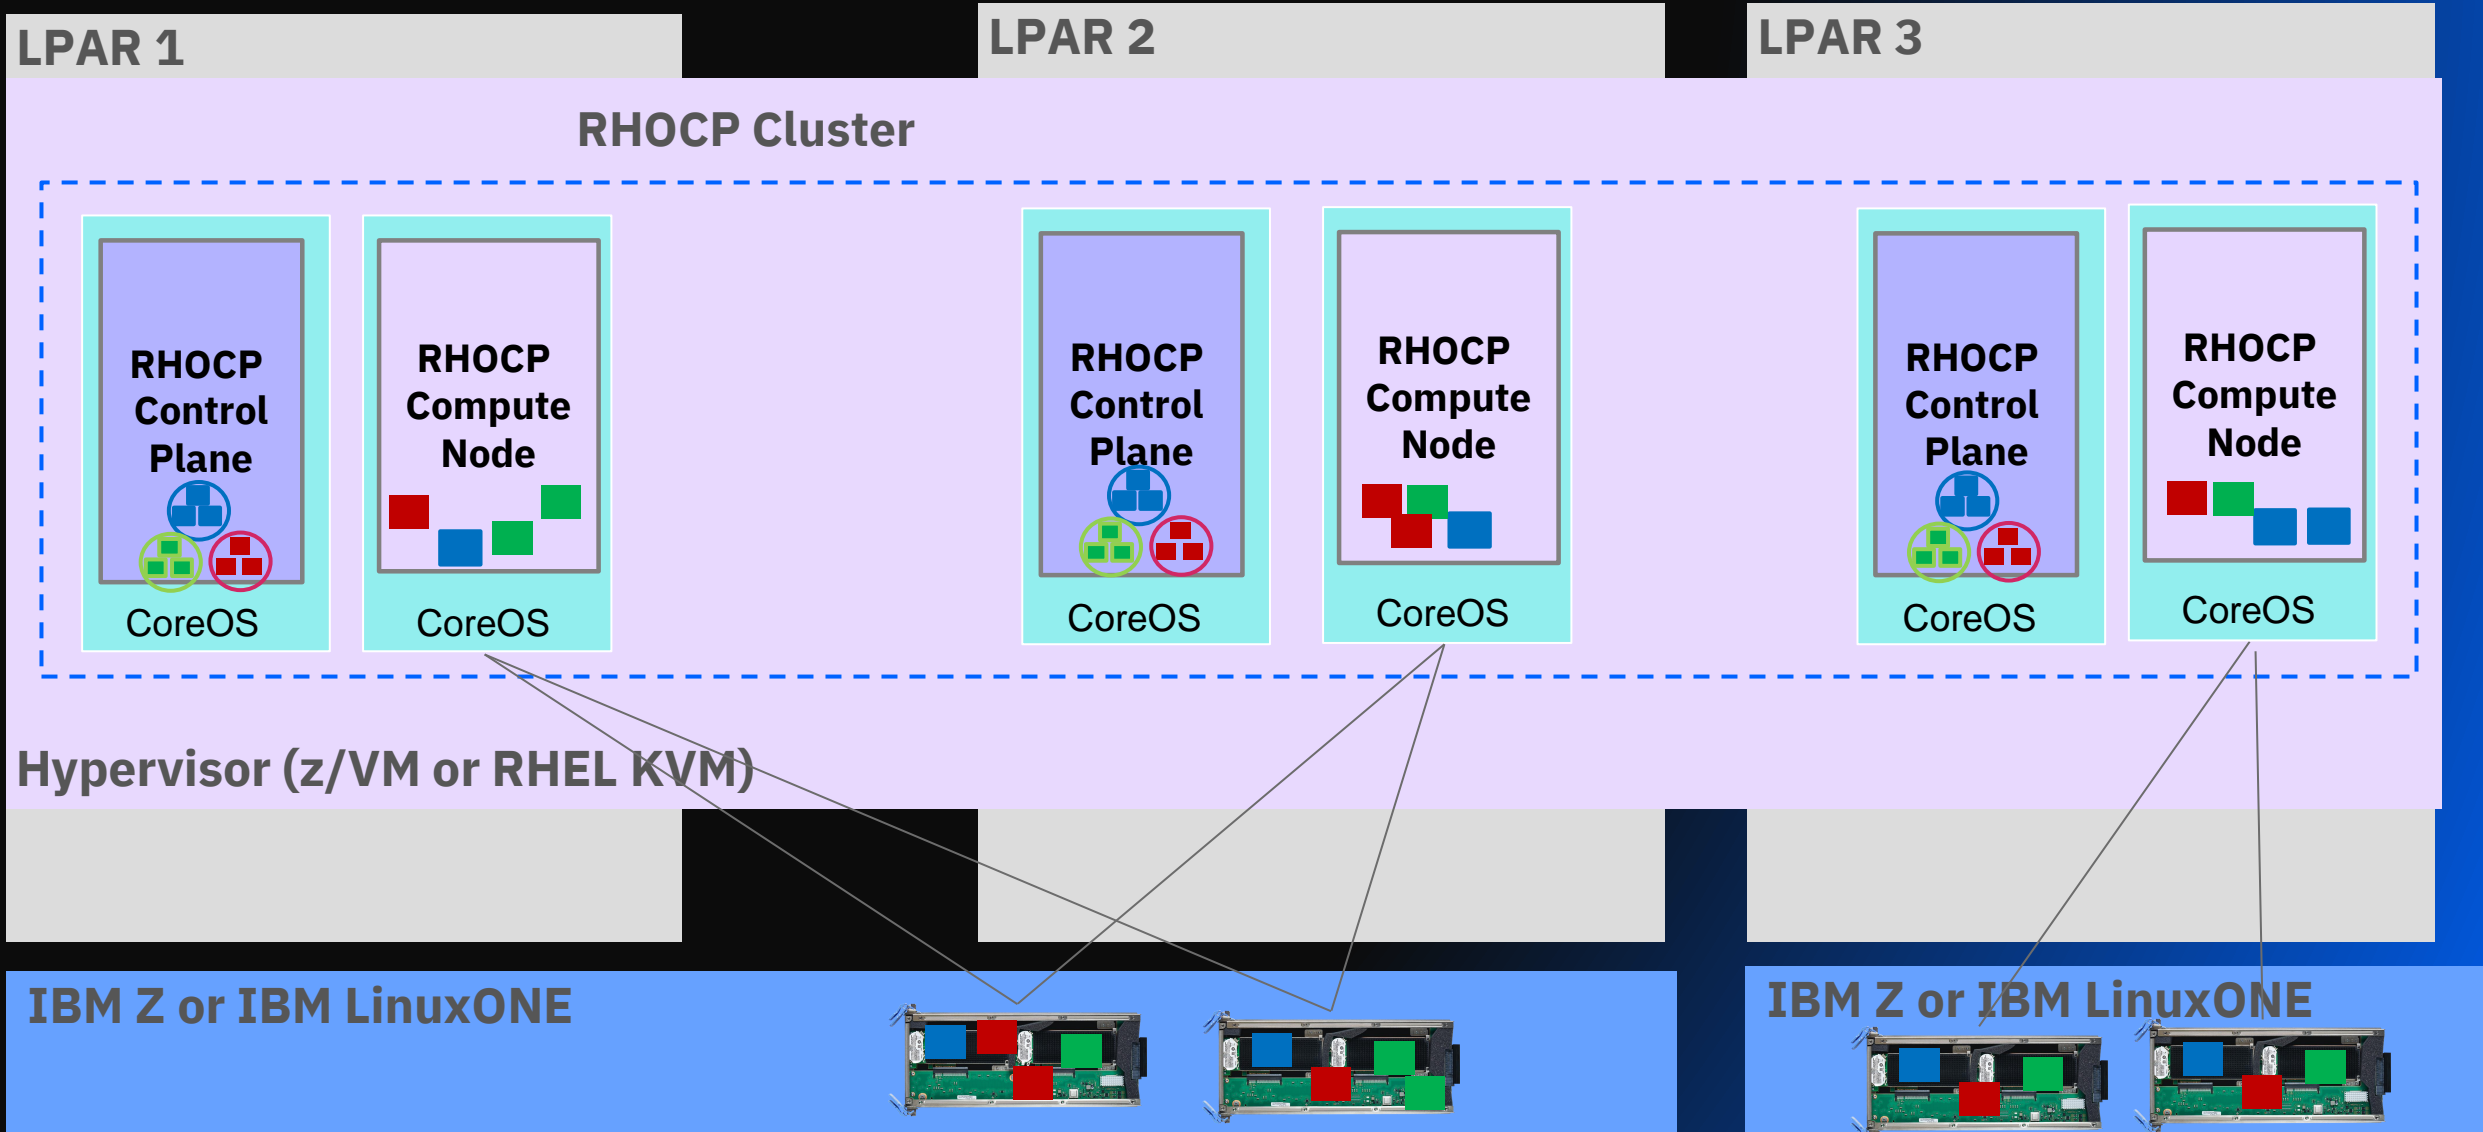 LPAR 1
LPAR 2
LPAR 3
RHOCP Cluster
RHOCP
Control
Plane
CoreOS
RHOCP
Compute
Node
CoreOS
RHOCP
Control
Plane
CoreOS
RHOCP
Compute
Node
CoreOS
RHOCP
Control
Plane
CoreOS
RHOCP
Compute
Node
CoreOS
Hypervisor (z/VM or RHEL KVM)
IBM Z or IBM LinuxONE
IBM Z or IBM LinuxONE